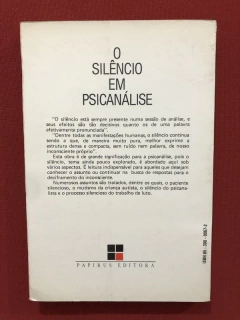 O
SILÊNCIO
EM
PSICANÁLISE
"O silêncio está sempre presente numa sessão de análise, e
seus efeitos são tão decisivos quanto os de uma palavra
efetivamente pronunciada".
"Dentre todas as manifestações humanas, o silêncio continua
sendo a que, de maneira muito pura, melhor exprime a
estrutura densa e compacta, sem ruído nem palavra, de nosso
inconsciente próprio".
Esta obra é de grande significação para a psicanálise, pois o
silêncio, tema ainda pouco explorado, é abordado aqui sob
vários aspectos. É leitura indispensável para aqueles que desejam
conhecer o assunto ou continuar na busca de respostas para o
deciframento do inconsciente.
Numerosos assuntos são tratados, dentro os quais, o paciente
silencioso, o mutismo da criança autista, o silêncio do psicana-
lista e o processo silencioso do trabalho de luto.
PAPIRUS EDITORA